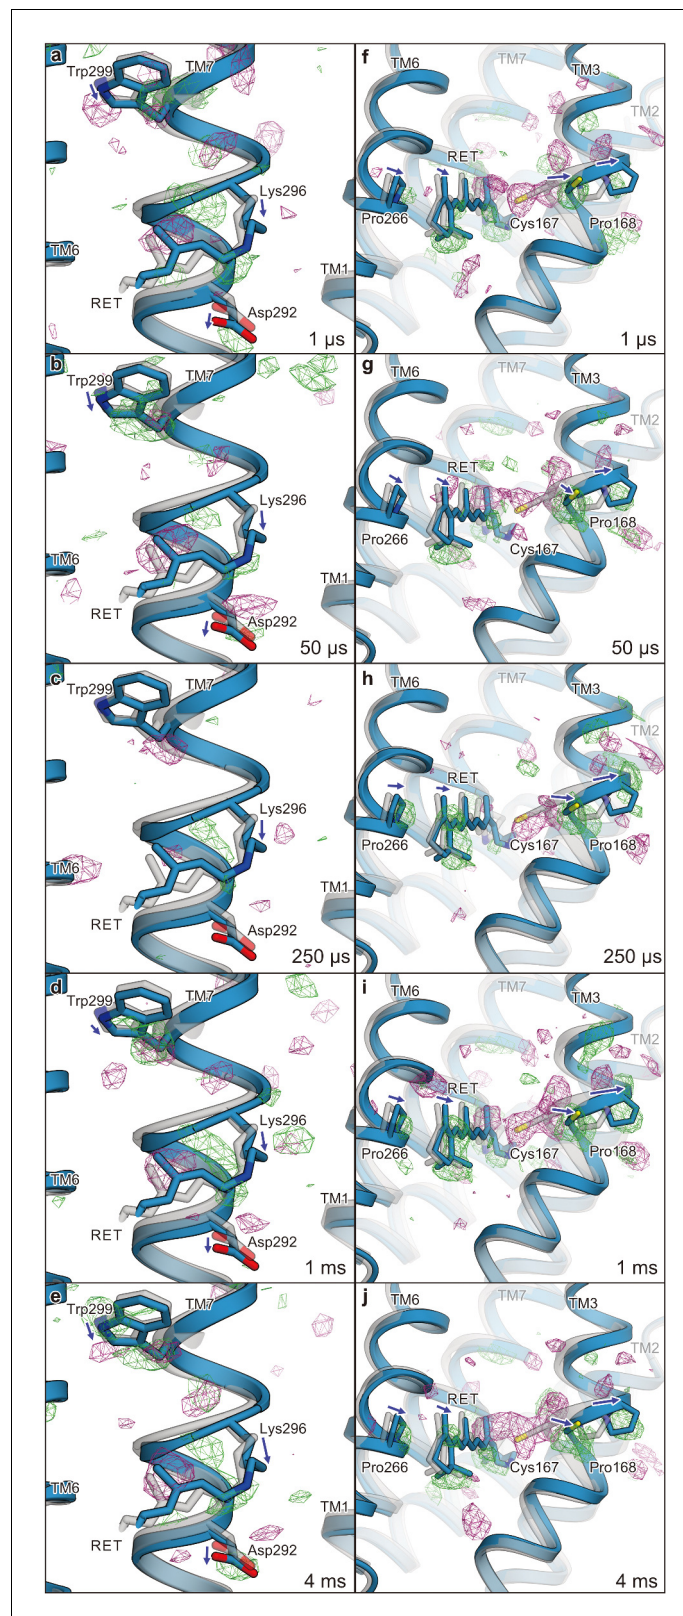 a
Trp299
TM7
Lys296
TM6
RET
Asp292
TM1
1 µs
f
TM6
TM7
TM3
TM2
RET
Pro266
Cys167
Pro168
1 µs
b
Trp299
TM7
Lys296
TM6
RET
Asp292
TM1
50 µs
g
TM6
TM7
TM3
TM2
RET
Pro266
Cys167
Pro168
50 µs
c
Trp299
TM7
Lys296
TM6
RET
Asp292
TM1
250 µs
h
TM6
TM7
TM3
TM2
RET
Pro266
Cys167
Pro168
250 µs
d
Trp299
TM7
Lys296
TM6
RET
Asp292
TM1
1 ms
i
TM6
TM7
TM3
TM2
RET
Pro266
Cys167
Pro168
1 ms
e
Trp299
TM7
Lys296
TM6
RET
Asp292
TM1
4 ms
j
TM6
TM7
TM3
TM2
RET
Pro266
Cys167
Pro168
4 ms